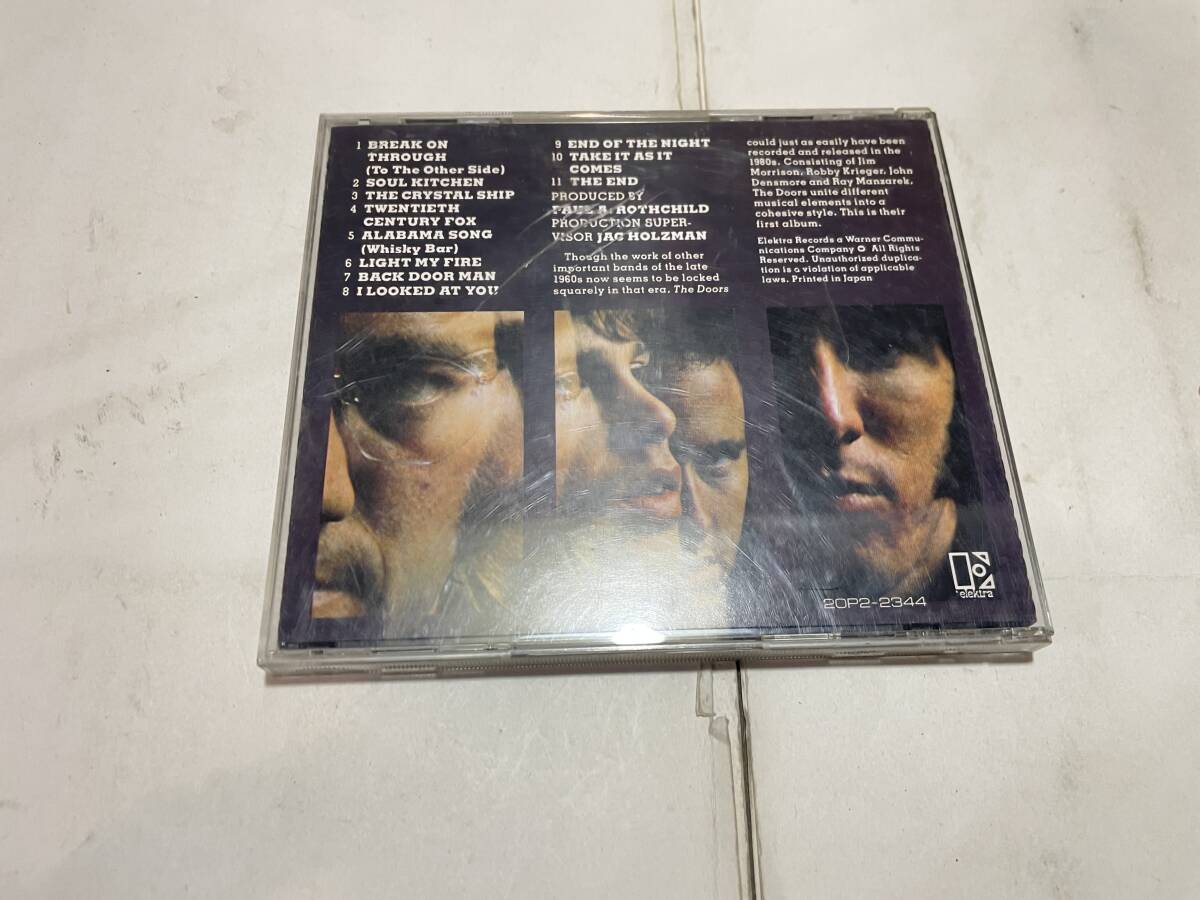 1 BREAK ON
THROUGH
(To The Other Side)
2 SOUL KITCHEN
3 THE CRYSTAL SHIP
4 TWENTIETH
CENTURY FOX
5 ALABAMA SONG
(Whisky Bar)
6 LIGHT MY FIRE
7 BACK DOOR MAN
8 I LOOKED AT YOU
9 END OF THE NIGHT
10 TAKE IT AS IT
COMES
11 THE END
PRODUCED BY
PAUL A. ROTHCHILD
PRODUCTION SUPER-
VISOR JAC HOLZMAN
Though the work of other
important bands of the late
1960s now seems to be locked
squarely in that era, The Doors
could just as easily have been
recorded and released in the
1980s. Consisting of Jim
Morrison, Robby Krieger, John
Densmore and Ray Manzarek,
The Doors unite different
musical elements into a
cohesive style. This is their
first album.
Elektra Records a Warner Commu-
nications Company All Rights
Reserved. Unauthorized duplica-
tion is a violation of applicable
laws. Printed in Japan
20P2-2344
elektra